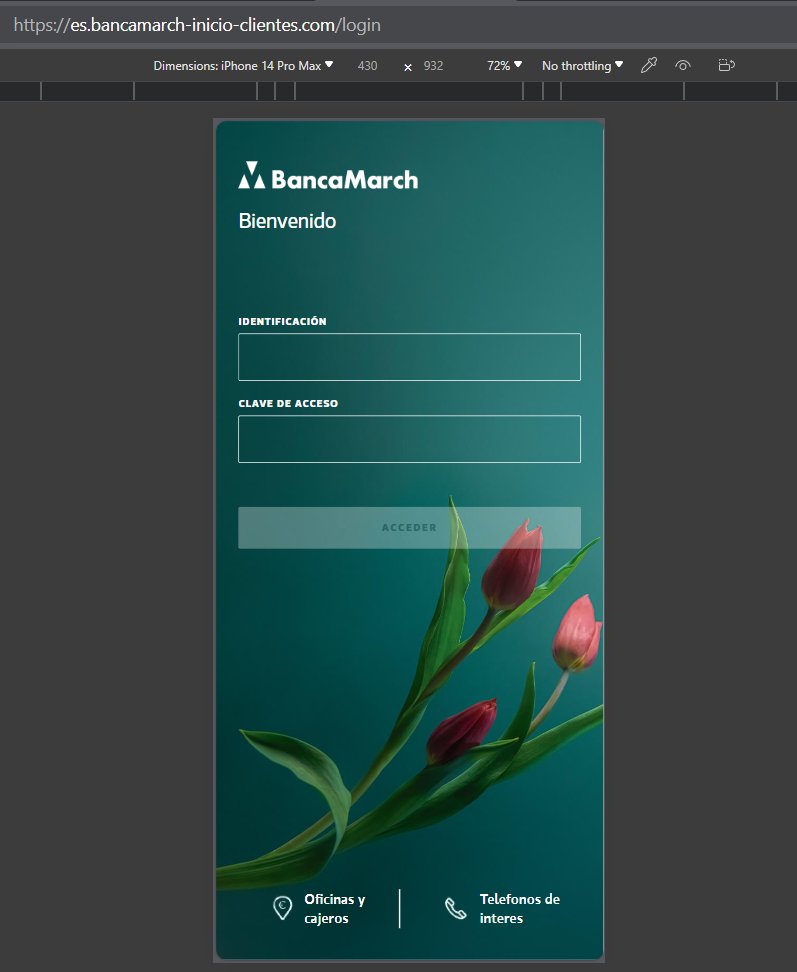 https://es.bancamarch-inicio-clientes.com/login
Dimensions: iPhone 14 Pro Max 430 × 932 72% No throttling
BancaMarch
Bienvenido
IDENTIFICACIÓN
CLAVE DE ACCESO
ACCEDER
Oficinas y
cajeros
Telefonos de
interes